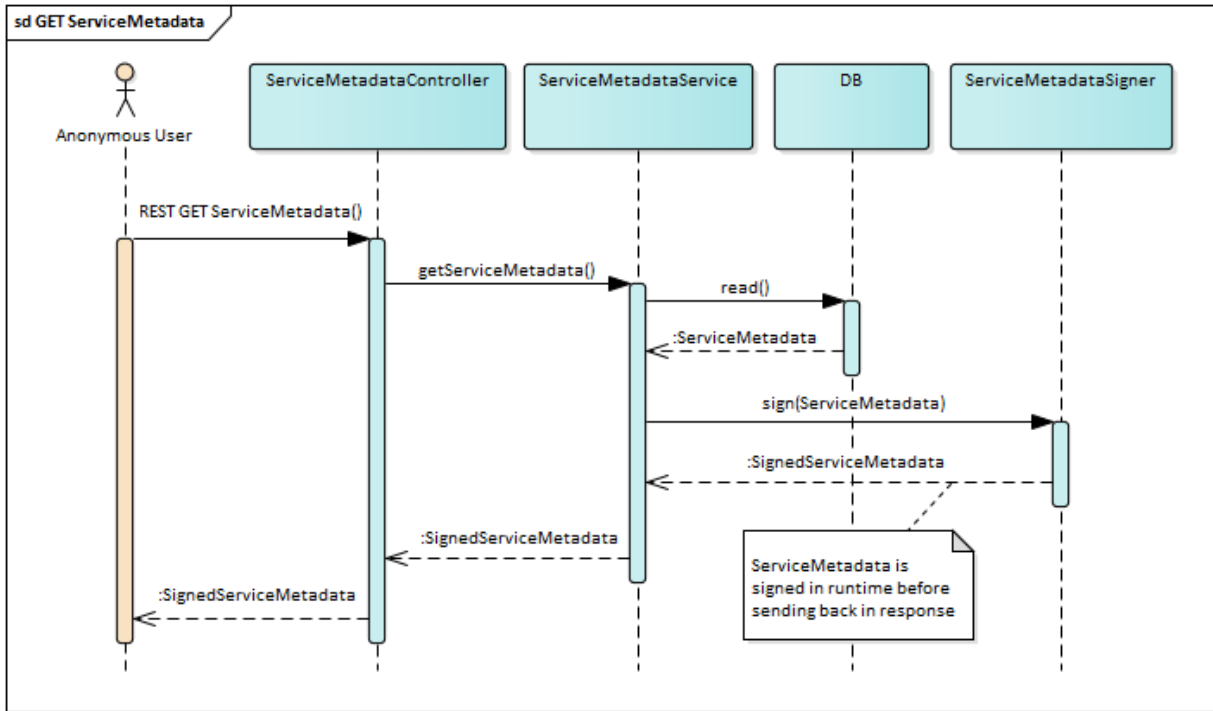 sd GET ServiceMetadata
ServiceMetadataController
ServiceMetadataService
DB
ServiceMetadataSigner
Anonymous User
REST GET ServiceMetadata()
getServiceMetadata()
read()
:ServiceMetadata
sign(ServiceMetadata)
:SignedServiceMetadata
:SignedServiceMetadata
ServiceMetadata is
signed in runtime before
sending back in response
:SignedServiceMetadata